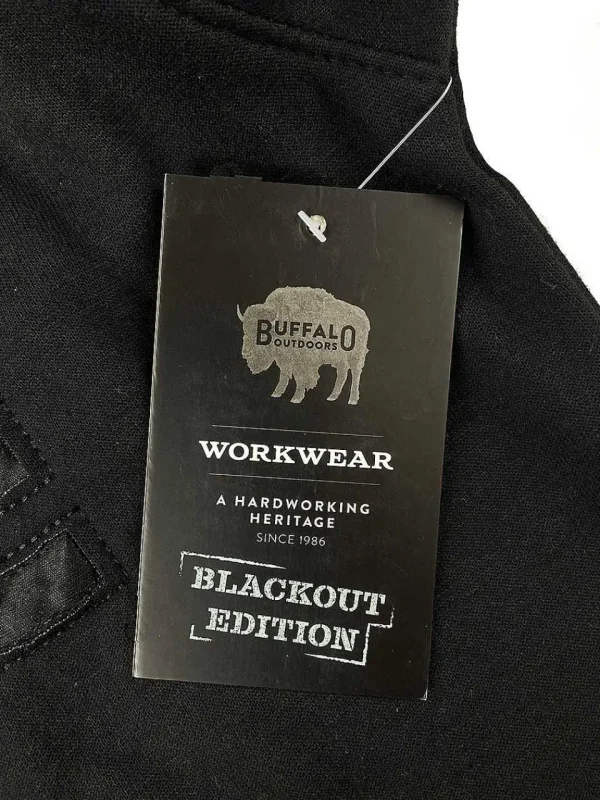 BUFFALO
OUTDOORS
WORKWEAR
A HARDWORKING
HERITAGE
SINCE 1986
BLACKOUT
EDITION